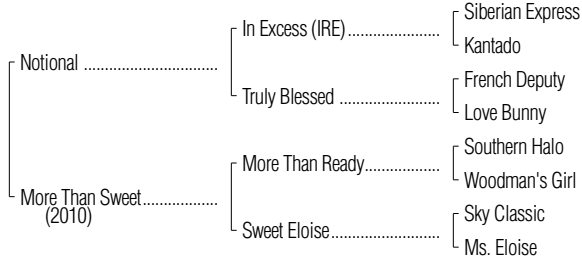 Siberian Express
In Excess (IRE)
Kantado
Notional
French Deputy
Truly Blessed
Love Bunny
Southern Halo
More Than Ready
Woodman's Girl
More Than Sweet
(2010)
Sky Classic
Sweet Eloise
Ms. Eloise